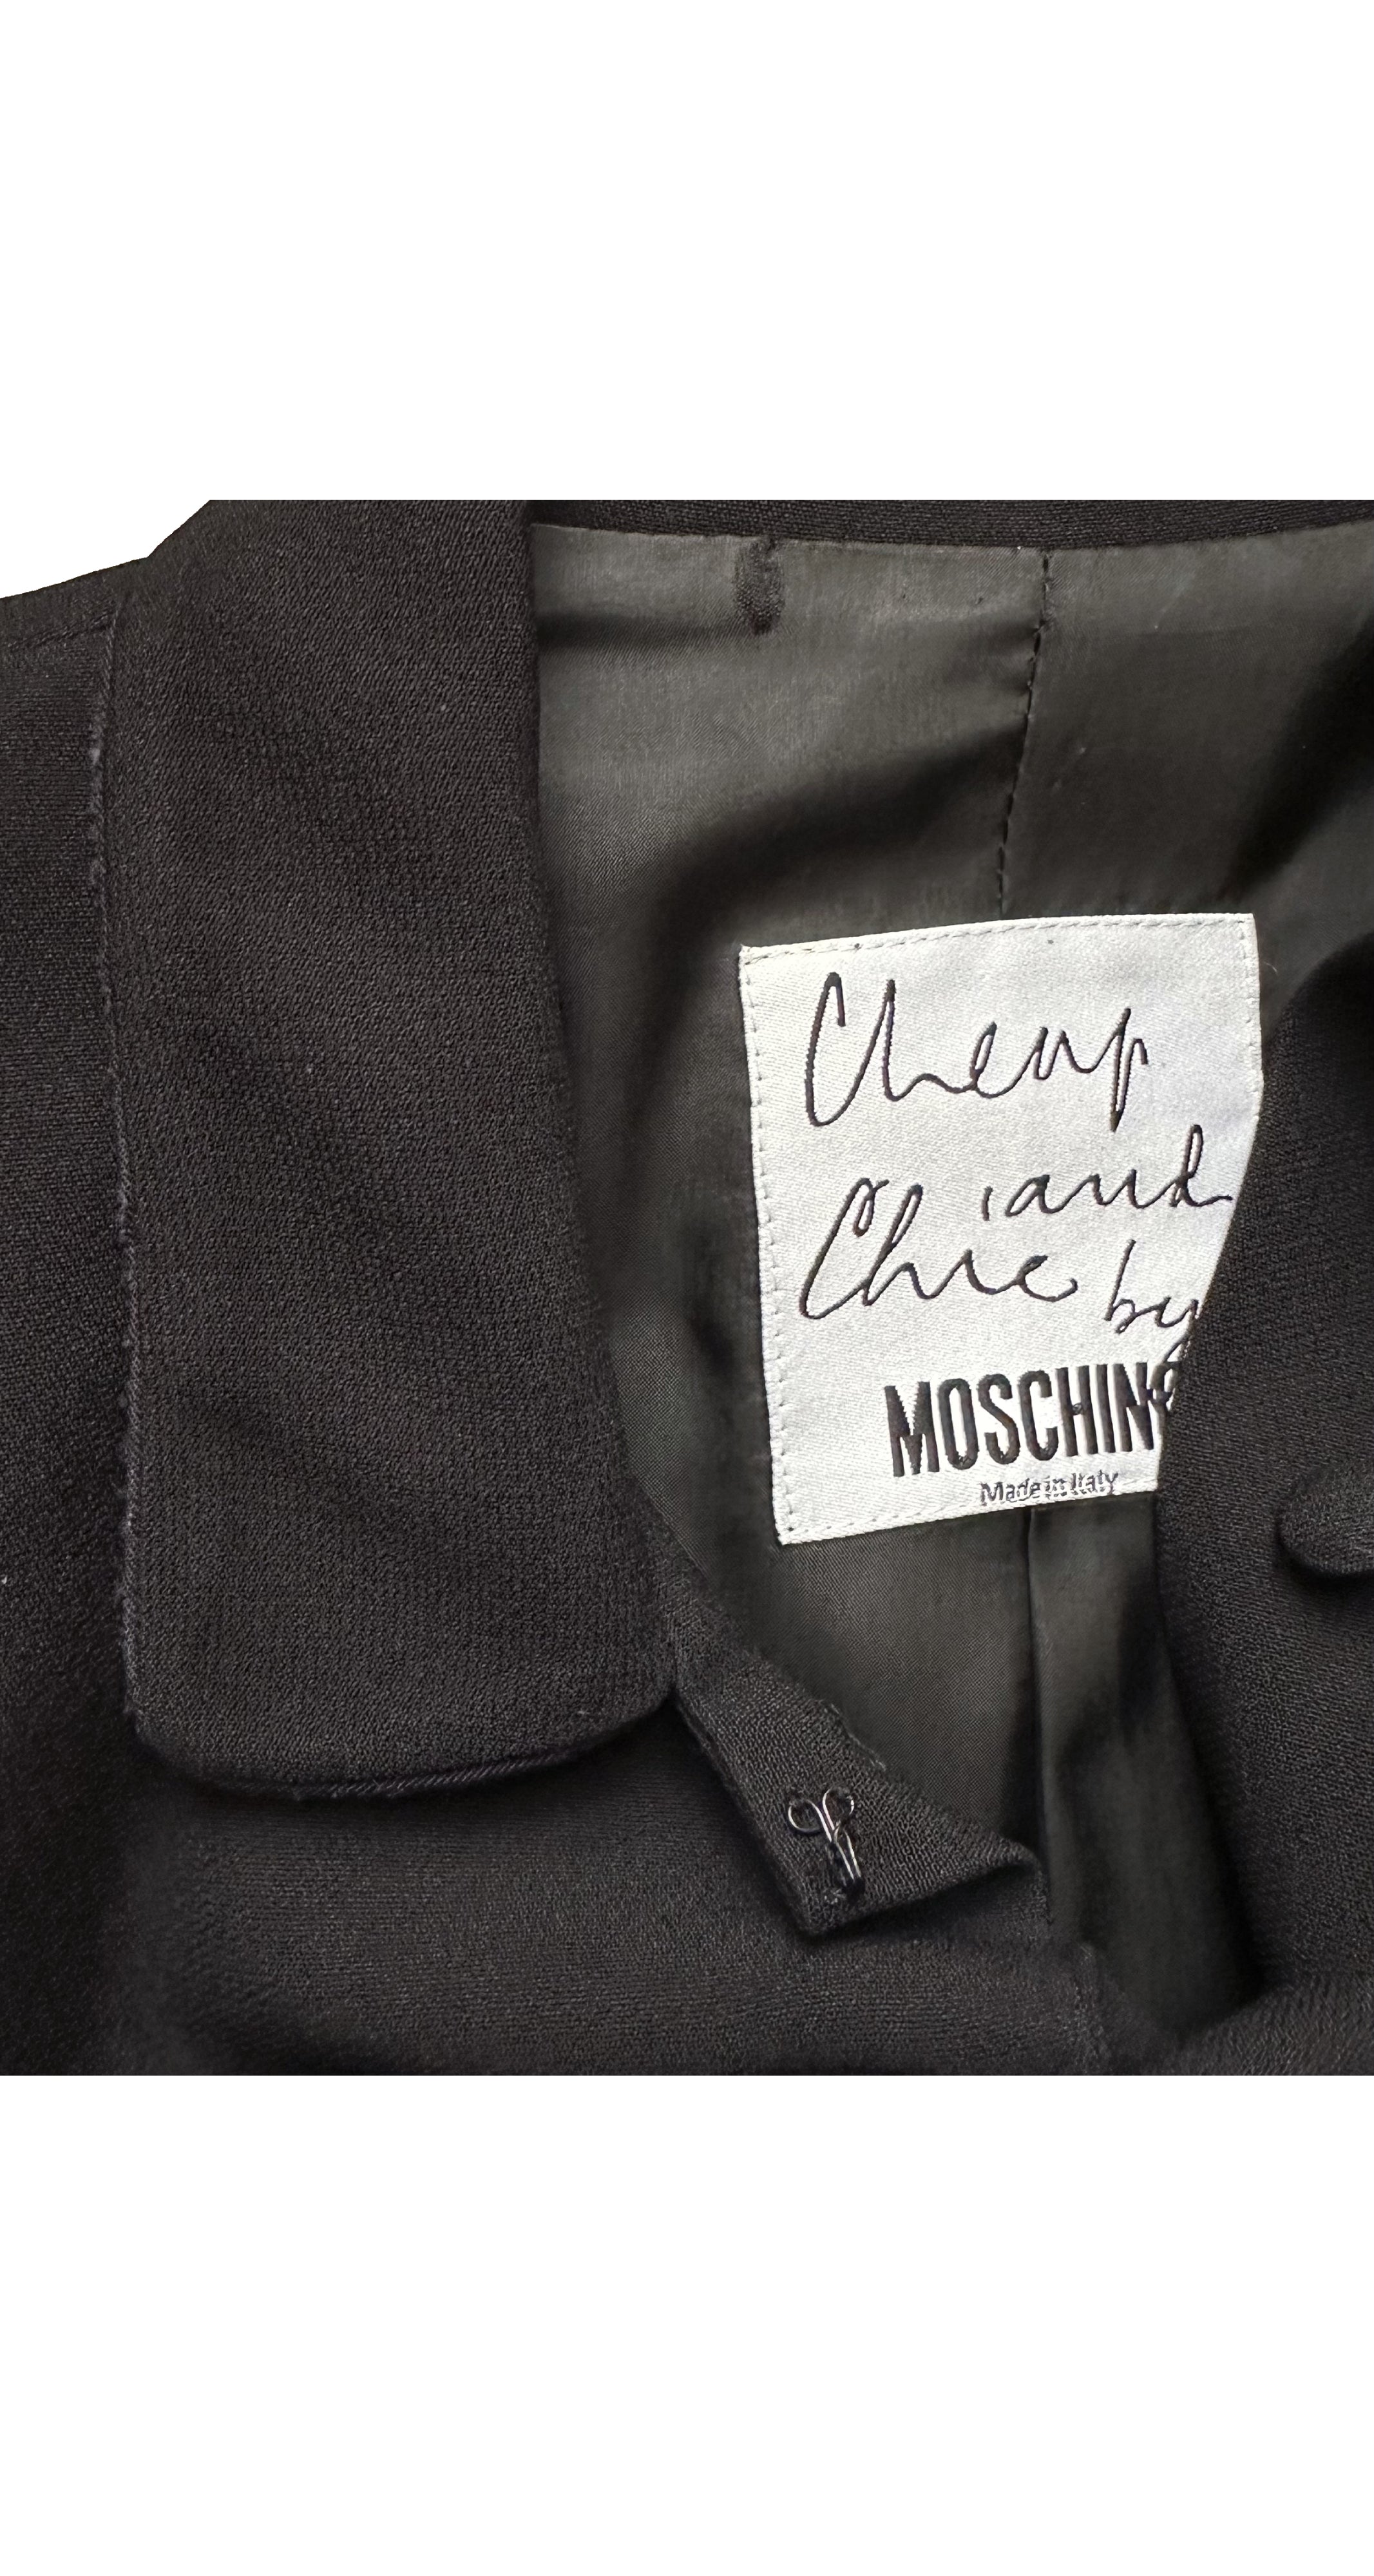 Cheap
and
Chic by
MOSCHINO
Made in Italy